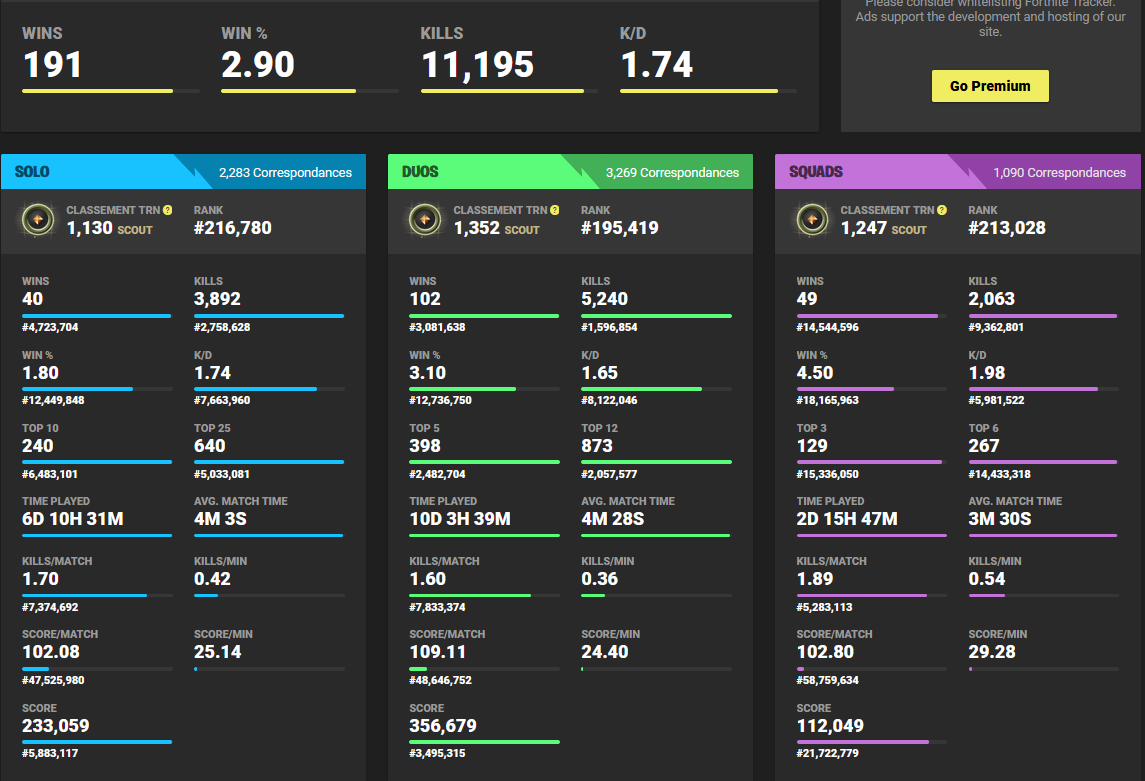 Please consider whitelisting Fortnite Tracker.
Ads support the development and hosting of our
site.
Go Premium
WINS
191
WIN %
2.90
KILLS
11,195
K/D
1.74
SOLO
2,283 Correspondances
CLASSEMENT TRN ?
1,130 SCOUT
RANK
#216,780
WINS
40
#4,723,704
KILLS
3,892
#2,758,628
WIN %
1.80
#12,449,848
K/D
1.74
#7,663,960
TOP 10
240
#6,483,101
TOP 25
640
#5,033,081
TIME PLAYED
6D 10H 31M
AVG. MATCH TIME
4M 3S
KILLS/MATCH
1.70
#7,374,692
KILLS/MIN
0.42
SCORE/MATCH
102.08
#47,525,980
SCORE/MIN
25.14
SCORE
233,059
#5,883,117
DUOS
3,269 Correspondances
CLASSEMENT TRN ?
1,352 SCOUT
RANK
#195,419
WINS
102
#3,081,638
KILLS
5,240
#1,596,854
WIN %
3.10
#12,736,750
K/D
1.65
#8,122,046
TOP 5
398
#2,482,704
TOP 12
873
#2,057,577
TIME PLAYED
10D 3H 39M
AVG. MATCH TIME
4M 28S
KILLS/MATCH
1.60
#7,833,374
KILLS/MIN
0.36
SCORE/MATCH
109.11
#48,646,752
SCORE/MIN
24.40
SCORE
356,679
#3,495,315
SQUADS
1,090 Correspondances
CLASSEMENT TRN ?
1,247 SCOUT
RANK
#213,028
WINS
49
#14,544,596
KILLS
2,063
#9,362,801
WIN %
4.50
#18,165,963
K/D
1.98
#5,981,522
TOP 3
129
#15,336,050
TOP 6
267
#14,433,318
TIME PLAYED
2D 15H 47M
AVG. MATCH TIME
3M 30S
KILLS/MATCH
1.89
#5,283,113
KILLS/MIN
0.54
SCORE/MATCH
102.80
#58,759,634
SCORE/MIN
29.28
SCORE
112,049
#21,722,779